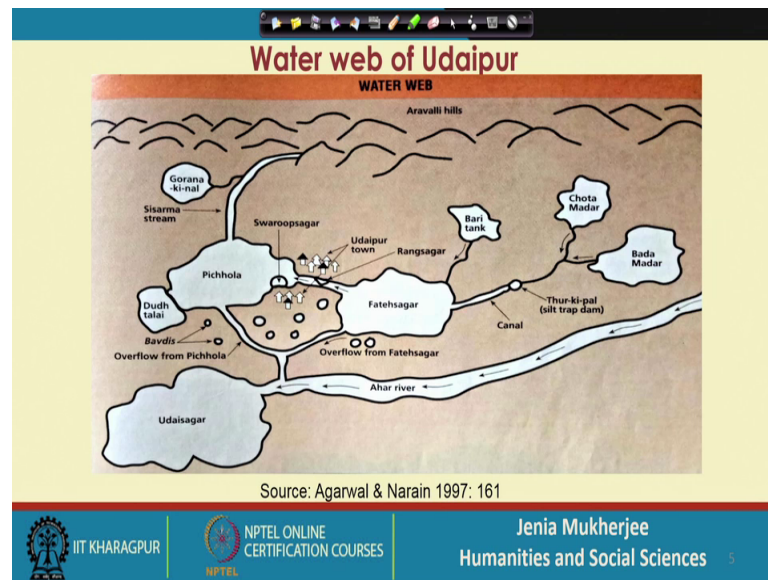 Water web of Udaipur
WATER WEB
Aravalli hills
Gorana
-ki-nal
Sisarma
stream
Swaroopsagar
Udaipur
town
Rangsagar
Bari
tank
Chota
Madar
Bada
Madar
Pichhola
Fatehsagar
Thur-ki-pal
(silt trap dam)
Canal
Dudh
talai
Bavdis
Overflow from Pichhola
Overflow from Fatehsagar
Ahar river
Udaisagar
Source: Agarwal & Narain 1997: 161
IIT KHARAGPUR
NPTEL
NPTEL ONLINE
CERTIFICATION COURSES
Jenia Mukherjee
Humanities and Social Sciences
5